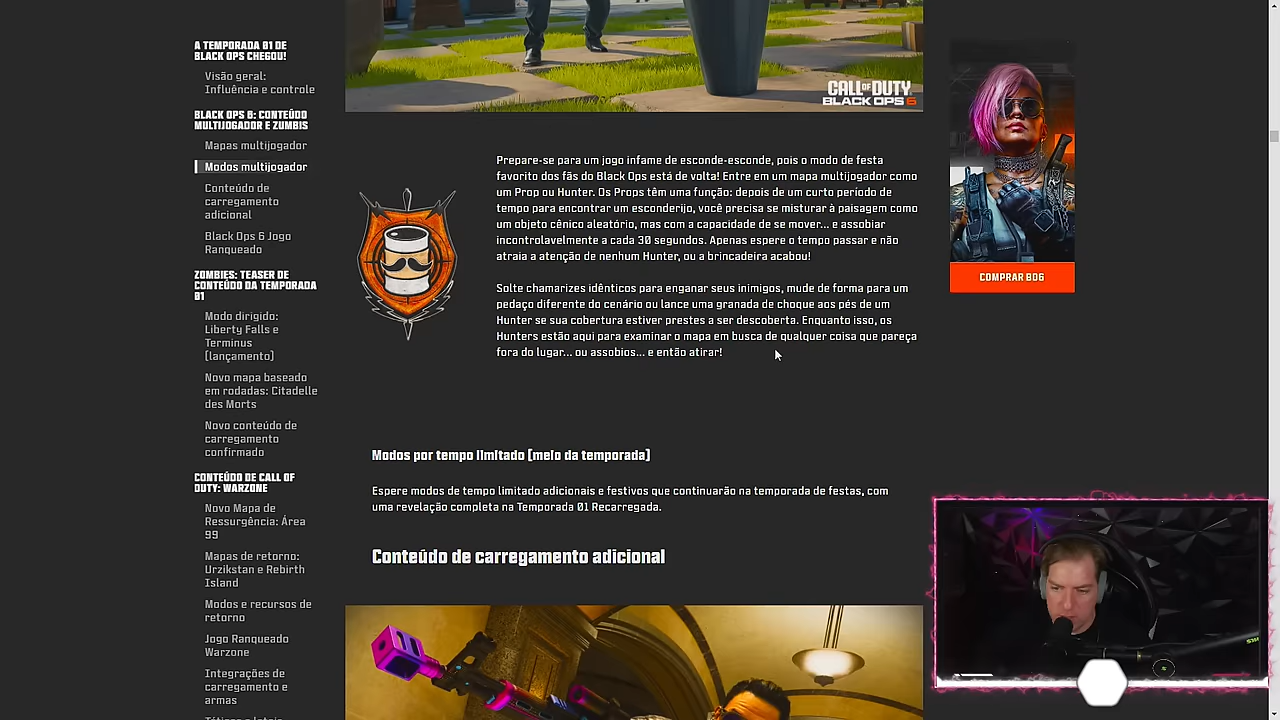 A TEMPORADA 01 DE
BLACK OPS CHEGOU!
Visão geral:
Influência e controle
BLACK OPS 6: CONTEÚDO
MULTIJOGADOR E ZUMBIS
Mapas multijogador
Modos multijogador
Conteúdo de
carregamento
adicional
Black Ops 6 Jogo
Ranqueado
ZOMBIES: TEASER DE
CONTEÚDO DA TEMPORADA
01
Modo dirigido:
Liberty Falls e
Terminus
(lançamento)
Novo mapa baseado
em rodadas: Citadelle
des Morts
Novo conteúdo de
carregamento
confirmado
CONTEÚDO DE CALL OF
DUTY: WARZONE
Novo Mapa de
Ressurgência: Área
99
Mapas de retorno:
Urzikstan e Rebirth
Island
Modos e recursos de
retorno
Jogo Ranqueado
Warzone
Integrações de
carregamento e
armas
CALL OF DUTY
BLACK OPS 6
Prepare-se para um jogo infame de esconde-esconde, pois o modo de festa
favorito dos fãs do Black Ops está de volta! Entre em um mapa multijogador como
um Prop ou Hunter. Os Props têm uma função: depois de um curto período de
tempo para encontrar um esconderijo, você precisa se misturar à paisagem como
um objeto cênico aleatório, mas com a capacidade de se mover... e assobiar
incontrolavelmente a cada 30 segundos. Apenas espere o tempo passar e não
atraia a atenção de nenhum Hunter, ou a brincadeira acabou!
Solte chamarizes idênticos para enganar seus inimigos, mude de forma para um
pedaço diferente do cenário ou lance uma granada de choque aos pés de um
Hunter se sua cobertura estiver prestes a ser descoberta. Enquanto isso, os
Hunters estão aqui para examinar o mapa em busca de qualquer coisa que pareça
fora do lugar... ou assobios... e então atirar!
Modos por tempo limitado (meio da temporada)
Espere modos de tempo limitado adicionais e festivos que continuarão na temporada de festas, com
uma revelação completa na Temporada 01 Recarregada.
Conteúdo de carregamento adicional
COMPRAR BO6